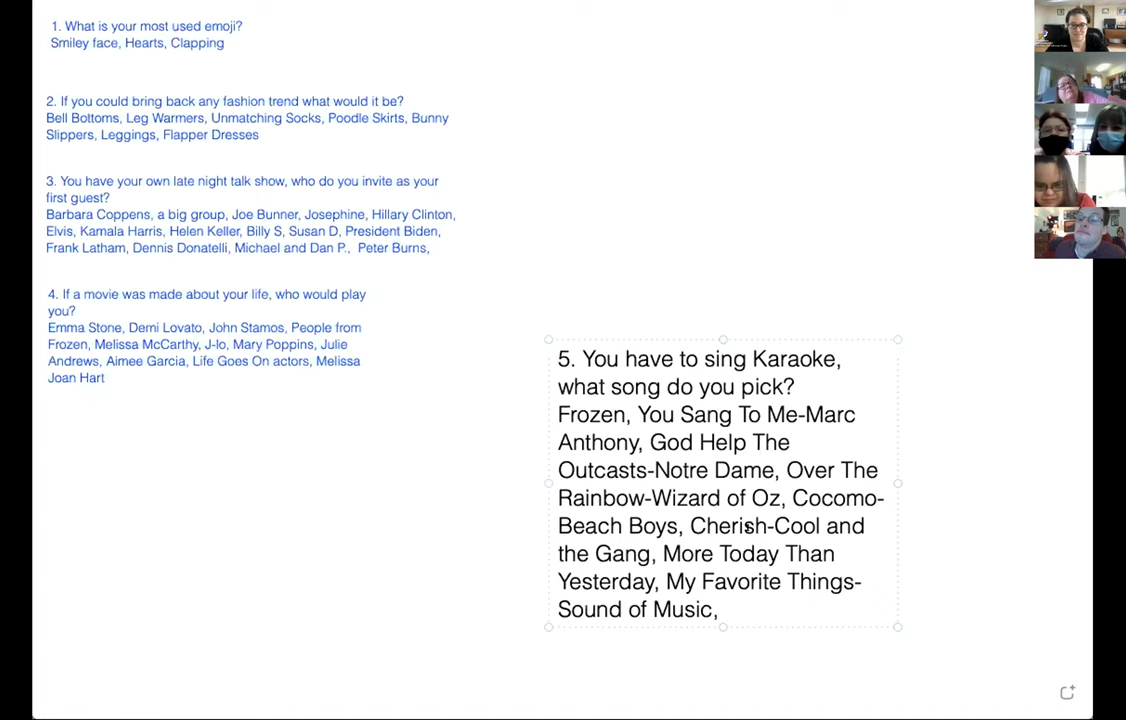 1. What is your most used emoji?
Smiley face, Hearts, Clapping
2. If you could bring back any fashion trend what would it be?
Bell Bottoms, Leg Warmers, Unmatching Socks, Poodle Skirts, Bunny
Slippers, Leggings, Flapper Dresses
3. You have your own late night talk show, who do you invite as your
first guest?
Barbara Coppens, a big group, Joe Bunner, Josephine, Hillary Clinton,
Elvis, Kamala Harris, Helen Keller, Billy S, Susan D, President Biden,
Frank Latham, Dennis Donatelli, Michael and Dan P.,  Peter Burns,
4. If a movie was made about your life, who would play
you?
Emma Stone, Demi Lovato, John Stamos, People from
Frozen, Melissa McCarthy, J-lo, Mary Poppins, Julie
Andrews, Aimee Garcia, Life Goes On actors, Melissa
Joan Hart
5. You have to sing Karaoke,
what song do you pick?
Frozen, You Sang To Me-Marc
Anthony, God Help The
Outcasts-Notre Dame, Over The
Rainbow-Wizard of Oz, Cocomo-
Beach Boys, Cherish-Cool and
the Gang, More Today Than
Yesterday, My Favorite Things-
Sound of Music,